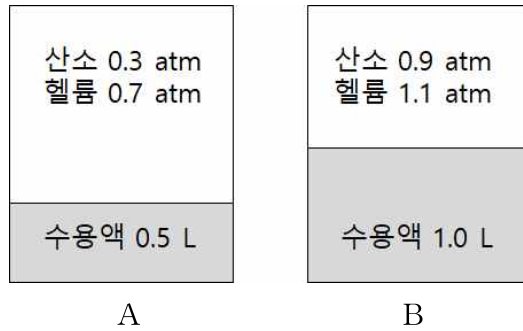 산소 0.3 atm
헬륨 0.7 atm
수용액 0.5 L
A
산소 0.9 atm
헬륨 1.1 atm
수용액 1.0 L
B